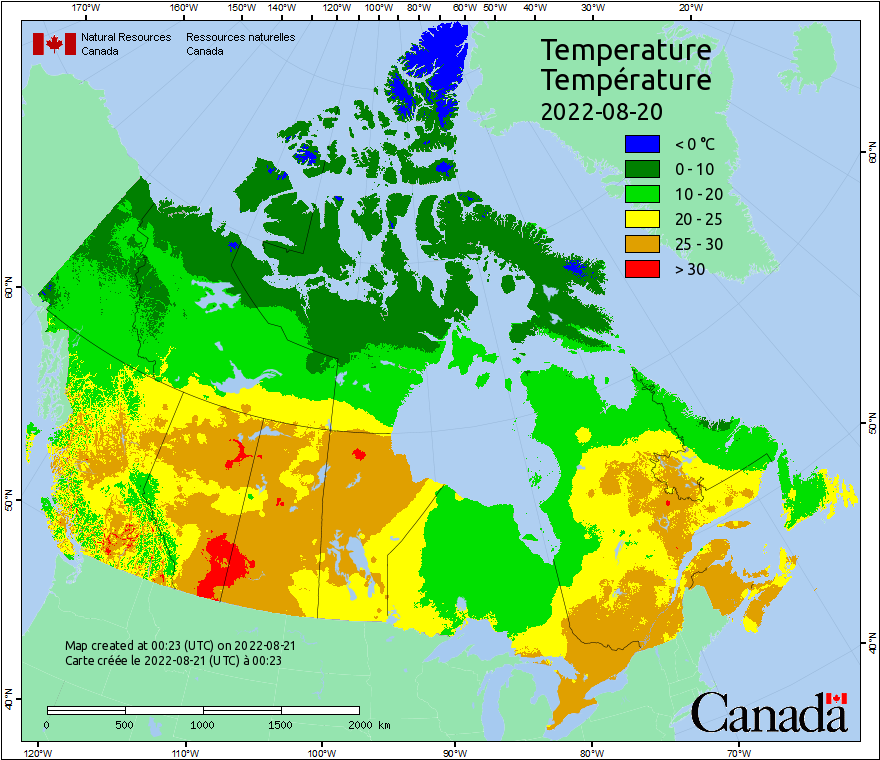 170°W 160°W 150°W 140°W 120°W 100°W 80°W 60°W 50°W 40°W 30°W 20°W
Natural Resources Ressources naturelles
Canada Canada
Temperature
Température
2022-08-20
< 0 °C
0 - 10
10 - 20
20 - 25
25 - 30
> 30
60°N
60°N
50°N
50°N
40°N
40°N
Map created at 00:23 (UTC) on 2022-08-21
Carte créée le 2022-08-21 (UTC) à 00:23
0 500 1000 1500 2000 km
Canada
120°W 110°W 100°W 90°W 80°W 70°W